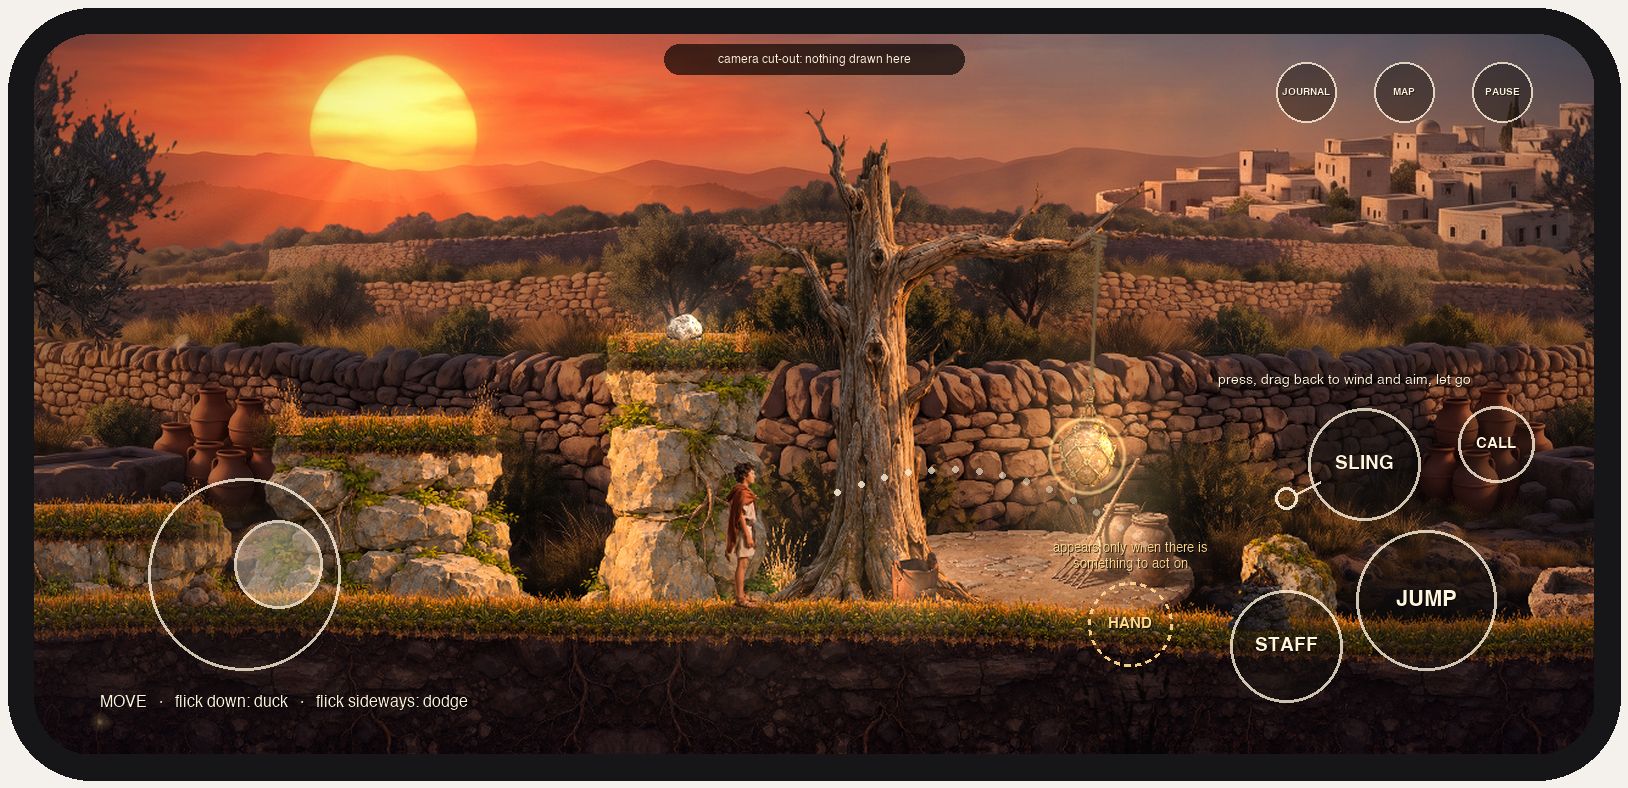 camera cut-out: nothing drawn here
JOURNAL
MAP
PAUSE
press, drag back to wind and aim, let go
SLING
CALL
appears only when there is
something to act on
HAND
JUMP
STAFF
MOVE · flick down: duck · flick sideways: dodge